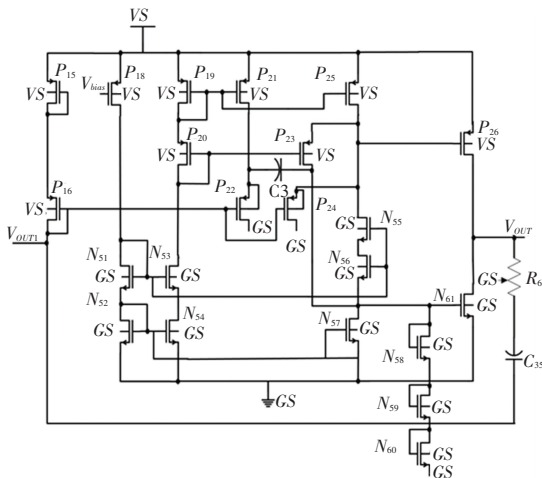 VS
P15 P18 P19 P21 P25
Vbias
VS VS VS VS VS
P20 P23 P26
VS VS VS
P16 P22 C3 P24
VS
GS GS
GS N55
VOUT1 VOUT
N51 N53 N56
GS GS GS GS R6
N52 N54 N57 N61 GS
GS GS GS
N58 GS C35
GS
N59 GS
N60 GS
GS